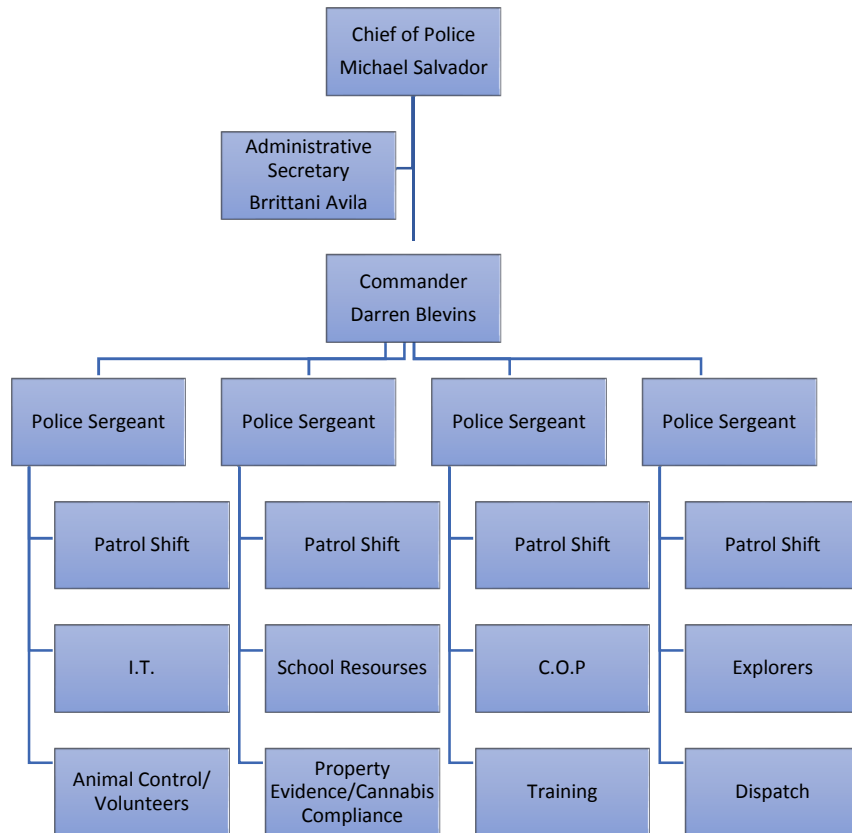 Chief of Police
Michael Salvador
Administrative
Secretary
Brrittani Avila
Commander
Darren Blevins
Police Sergeant
Police Sergeant
Police Sergeant
Police Sergeant
Patrol Shift
Patrol Shift
Patrol Shift
Patrol Shift
I.T.
School Resourses
C.O.P
Explorers
Animal Control/
Volunteers
Property
Evidence/Cannabis
Compliance
Training
Dispatch